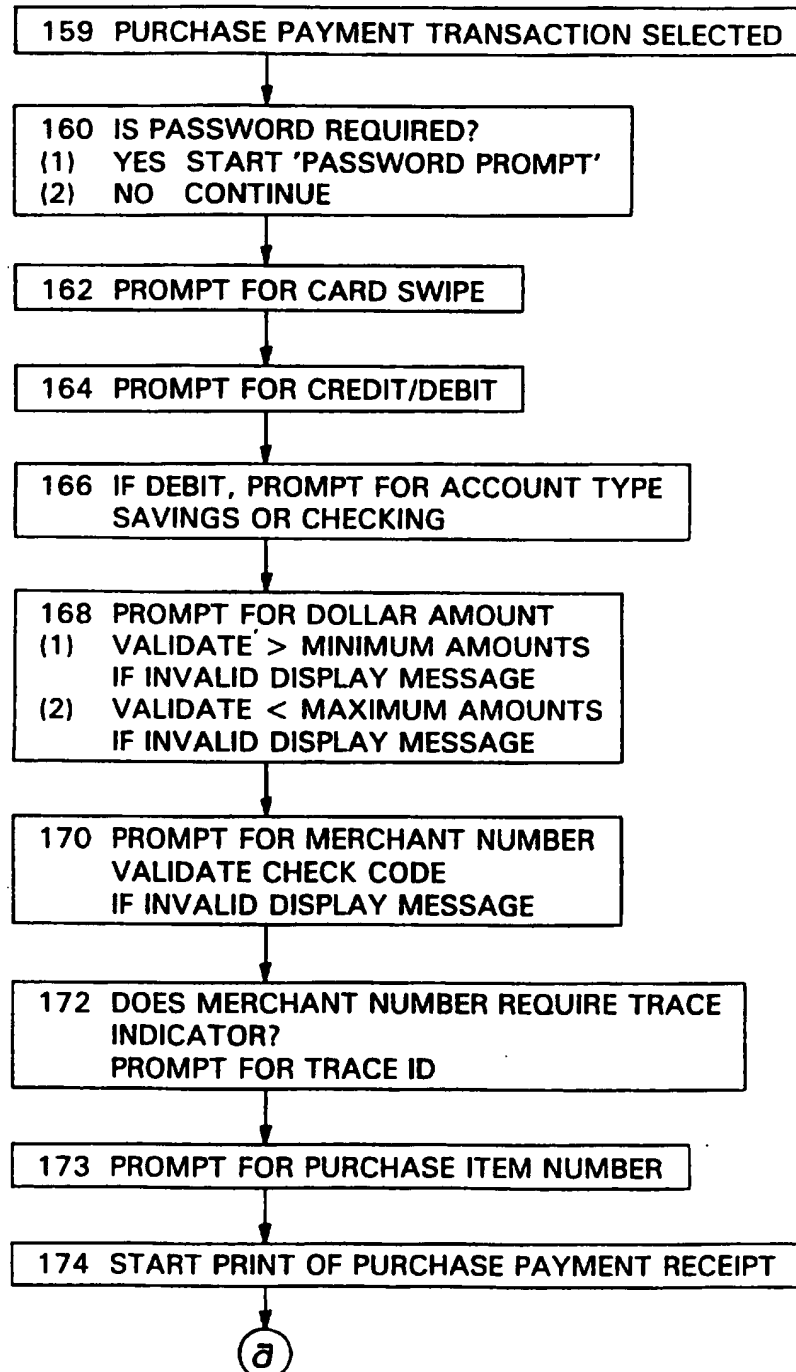 159 PURCHASE PAYMENT TRANSACTION SELECTED
160 IS PASSWORD REQUIRED?
(1) YES START 'PASSWORD PROMPT'
(2) NO CONTINUE
162 PROMPT FOR CARD SWIPE
164 PROMPT FOR CREDIT/DEBIT
166 IF DEBIT, PROMPT FOR ACCOUNT TYPE
SAVINGS OR CHECKING
168 PROMPT FOR DOLLAR AMOUNT
(1) VALIDATE > MINIMUM AMOUNTS
IF INVALID DISPLAY MESSAGE
(2) VALIDATE < MAXIMUM AMOUNTS
IF INVALID DISPLAY MESSAGE
170 PROMPT FOR MERCHANT NUMBER
VALIDATE CHECK CODE
IF INVALID DISPLAY MESSAGE
172 DOES MERCHANT NUMBER REQUIRE TRACE
INDICATOR?
PROMPT FOR TRACE ID
173 PROMPT FOR PURCHASE ITEM NUMBER
174 START PRINT OF PURCHASE PAYMENT RECEIPT
ā